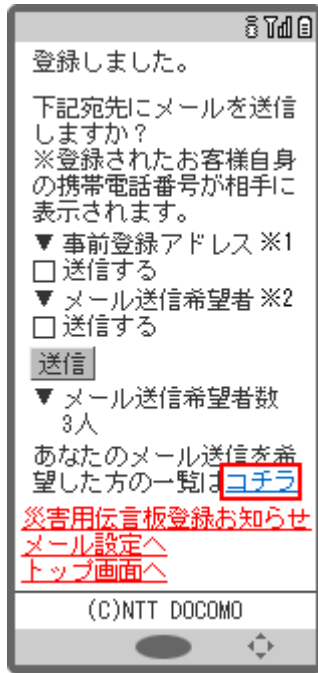 登録しました。
下記宛先にメールを送信
しますか？
※登録されたお客様自身
の携帯電話番号が相手に
表示されます。
▼ 事前登録アドレス ※1
□ 送信する
▼ メール送信希望者 ※2
□ 送信する
送信
▼ メール送信希望者数
3人
あなたのメール送信を希
望した方の一覧はコチラ
災害用伝言板登録お知らせ
メール設定へ
トップ画面へ
(C)NTT DOCOMO